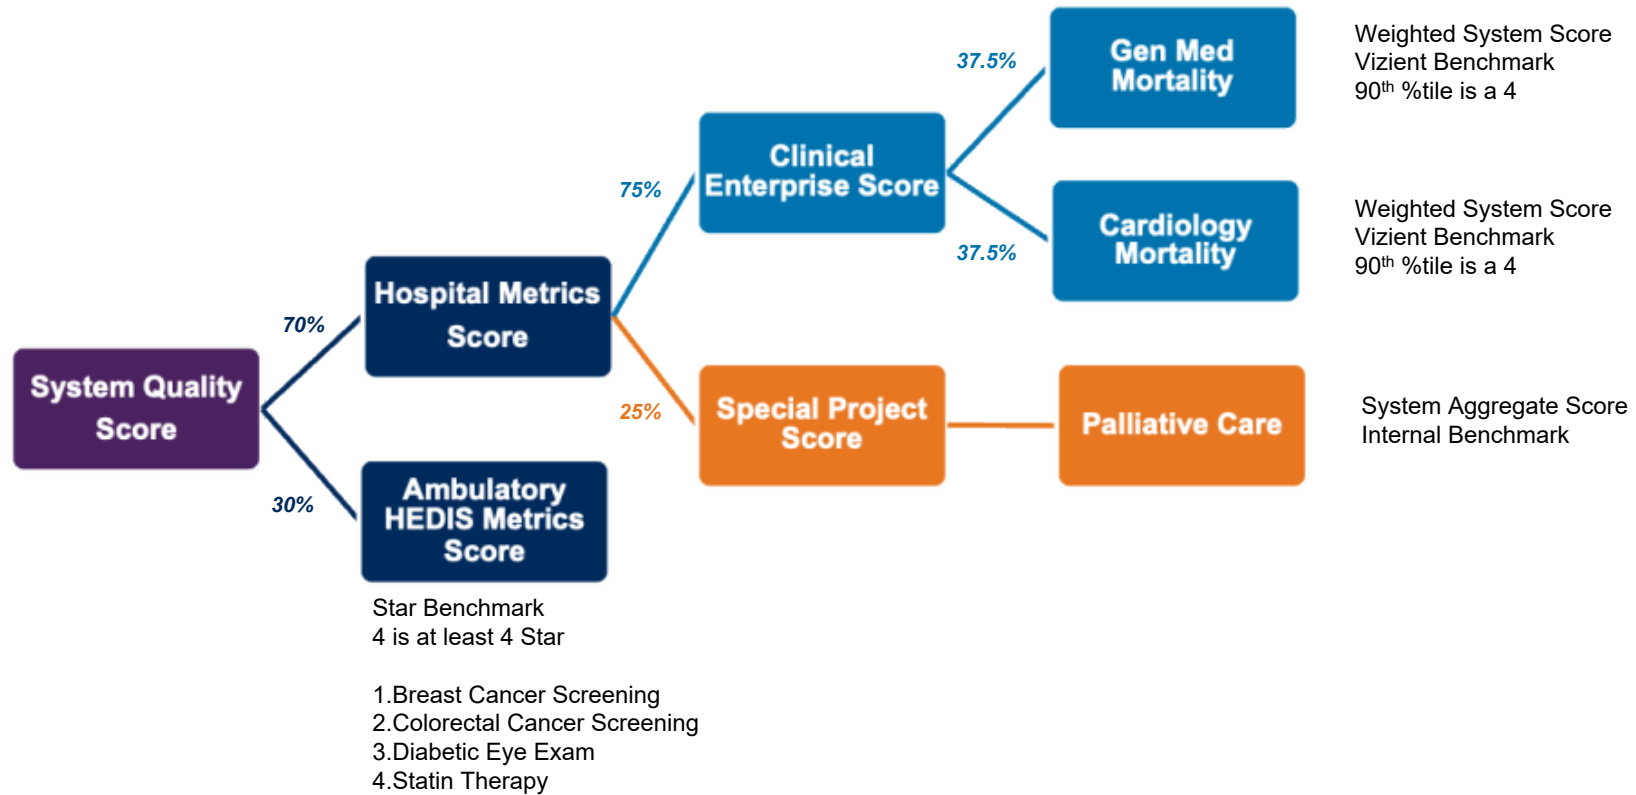 System Quality
Score
70%
30%
Hospital Metrics
Score
Ambulatory
HEDIS Metrics
Score
Star Benchmark
4 is at least 4 Star
1.Breast Cancer Screening
2.Colorectal Cancer Screening
3.Diabetic Eye Exam
4.Statin Therapy
75%
25%
Clinical
Enterprise Score
Special Project
Score
37.5%
37.5%
Gen Med
Mortality
Weighted System Score
Vizient Benchmark
90th %tile is a 4
Cardiology
Mortality
Weighted System Score
Vizient Benchmark
90th %tile is a 4
Palliative Care
System Aggregate Score
Internal Benchmark